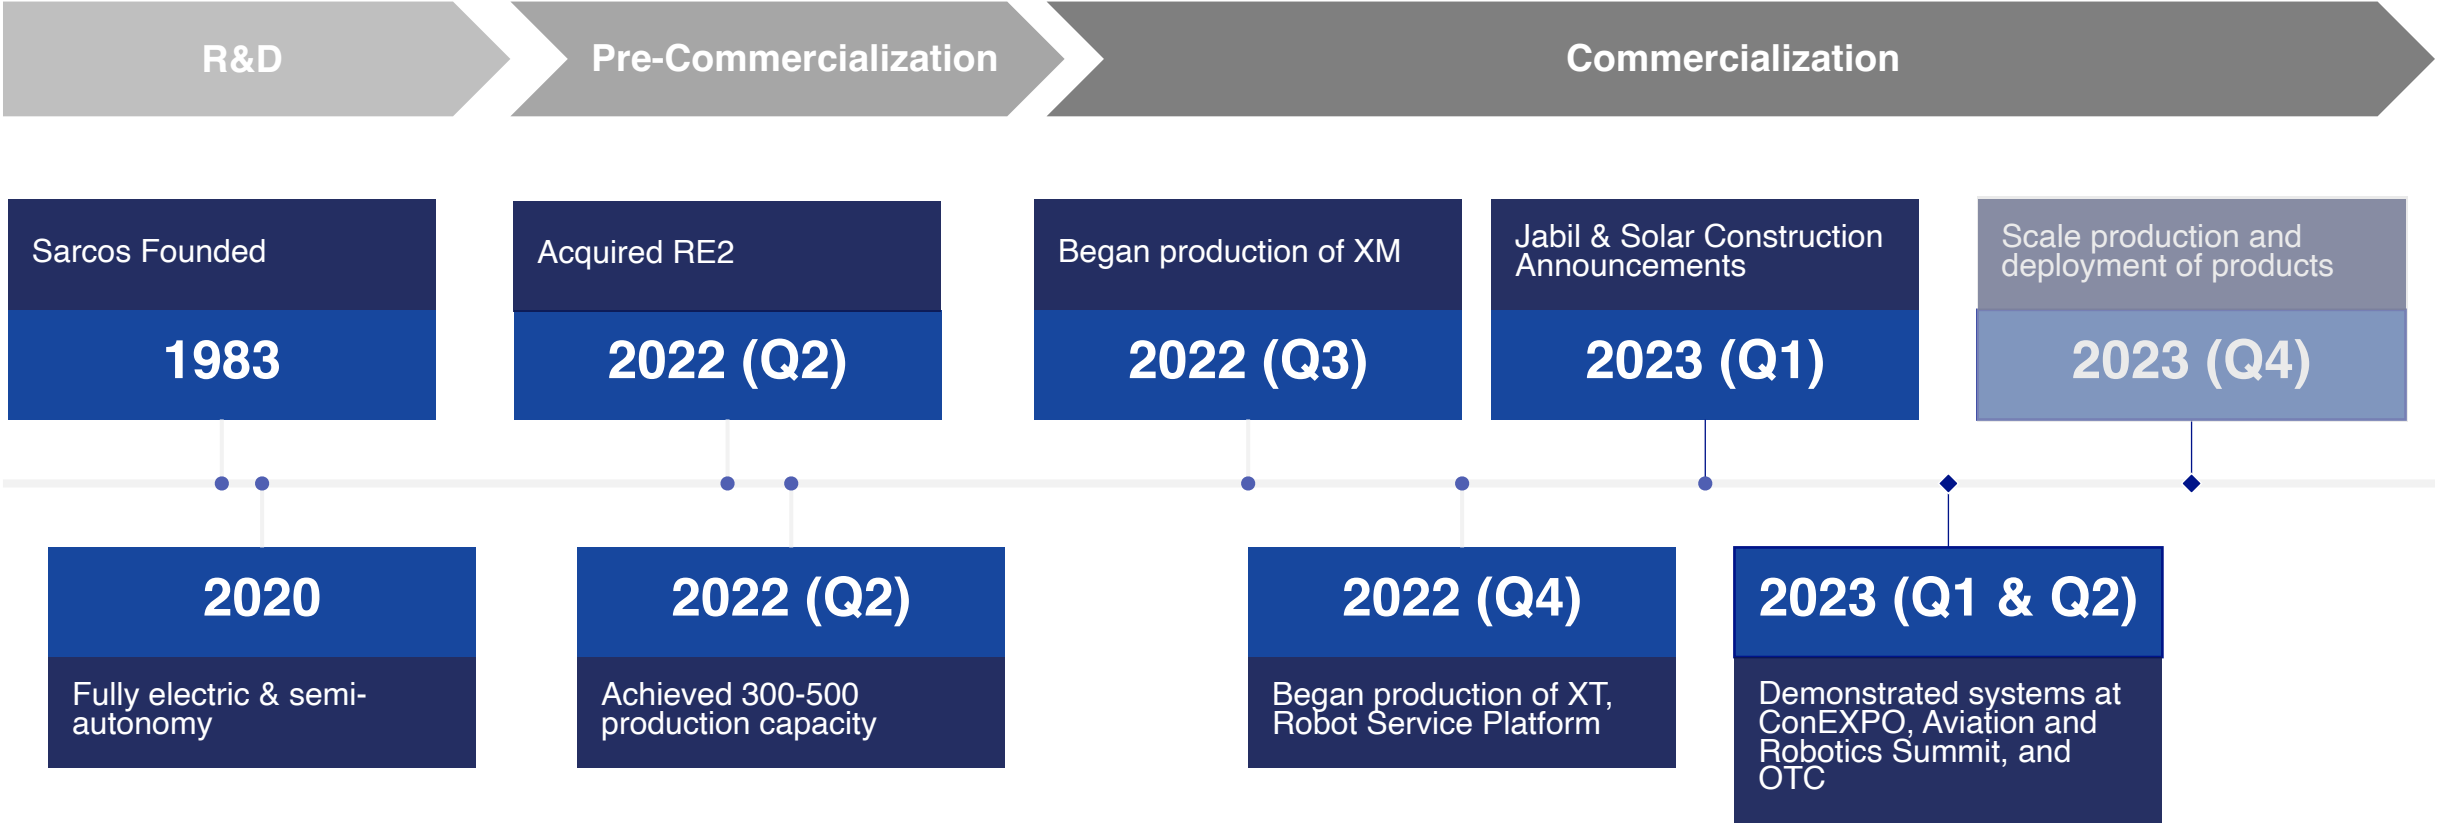 R&D
Pre-Commercialization
Commercialization
Sarcos Founded
1983
Acquired RE2
2022 (Q2)
Began production of XM
2022 (Q3)
Jabil & Solar Construction
Announcements
2023 (Q1)
Scale production and
deployment of products
2023 (Q4)
2020
Fully electric & semi-
autonomy
2022 (Q2)
Achieved 300-500
production capacity
2022 (Q4)
Began production of XT,
Robot Service Platform
2023 (Q1 & Q2)
Demonstrated systems at
ConEXPO, Aviation and
Robotics Summit, and
OTC